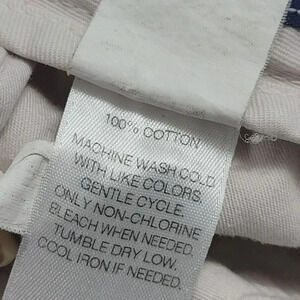 100% COTTON
MACHINE WASH COLD
WITH LIKE COLORS.
GENTLE CYCLE.
ONLY NON-CHLORINE
BLEACH WHEN NEEDED.
TUMBLE DRY LOW.
COOL IRON IF NEEDED.